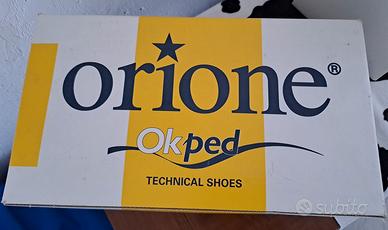 orione®
Okped
TECHNICAL SHOES
subito